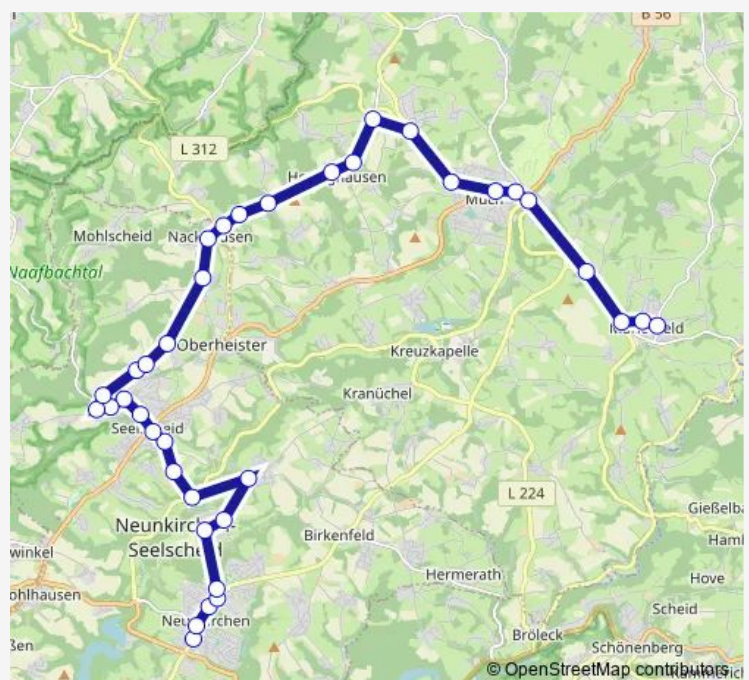 B 56
L 312
Much
Mohlscheid
Naafbachtal
Oberheister
Kreuzkapelle
Kranüchel
L 224
Gießelba
Neunkirchen-
Seelscheid
Birkenfeld
Haml
winkel
Hermerath
Hove
ohlhausen
Scheid
Bröleck
ßen
Schönenberg
© OpenStreetMap contributors